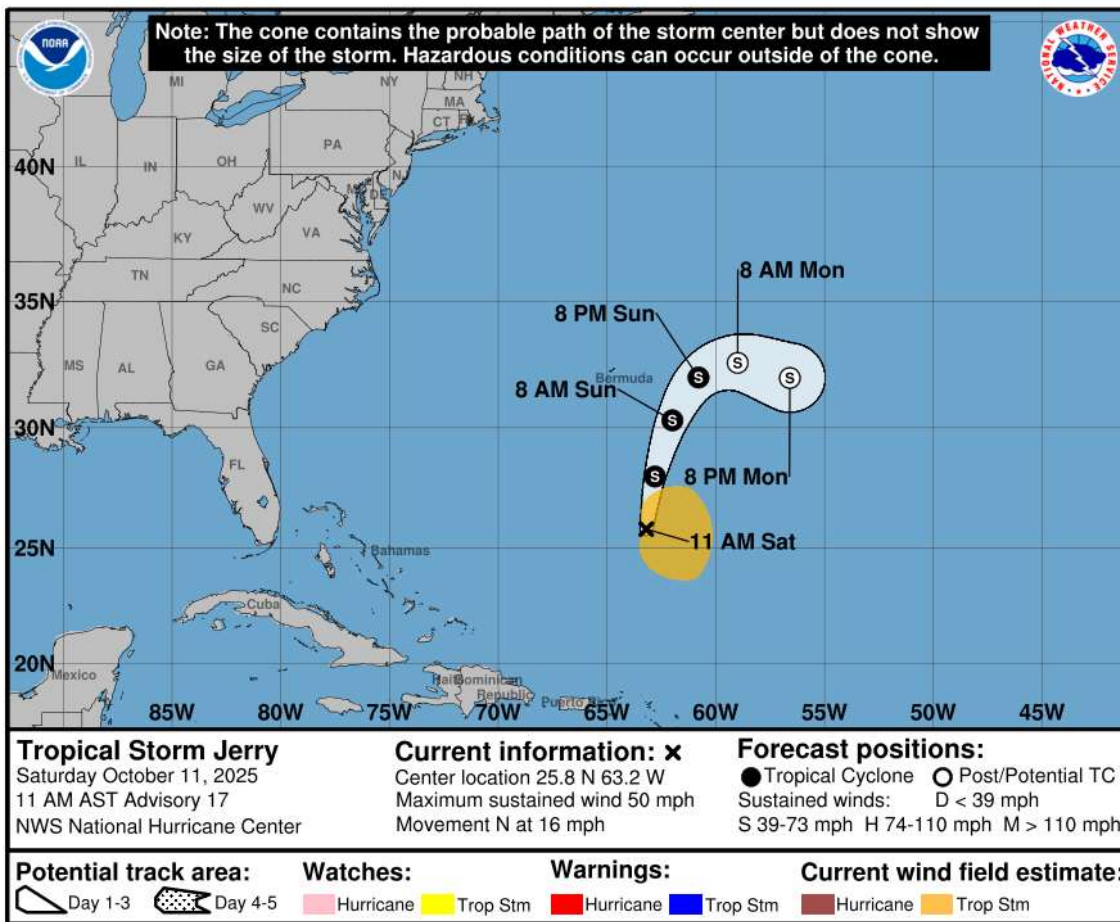 Note: The cone contains the probable path of the storm center but does not show
the size of the storm. Hazardous conditions can occur outside of the cone.
NOAA
NATIONAL WEATHER SERVICE
MI
NY
NH
MA
CT
RI
PA
NJ
IL
IN
OH
40N
MD
DE
WV
VA
KY
TN
NC
35N
SC
MS
AL
GA
8 AM Mon
8 PM Sun
S
S
S
Bermuda
8 AM Sun
S
30N
FL
S
8 PM Mon
11 AM Sat
25N
Bahamas
Cuba
20N
Mexico
Haiti
Dominican
Republic
Puerto Rico
85W
80W
75W
70W
65W
60W
55W
50W
45W
Tropical Storm Jerry
Saturday October 11, 2025
11 AM AST Advisory 17
NWS National Hurricane Center
Current information: x
Center location 25.8 N 63.2 W
Maximum sustained wind 50 mph
Movement N at 16 mph
Forecast positions:
Tropical Cyclone Post/Potential TC
Sustained winds: D < 39 mph
S 39-73 mph H 74-110 mph M > 110 mph
Potential track area:
Day 1-3 Day 4-5
Watches:
Hurricane Trop Stm
Warnings:
Hurricane Trop Stm
Current wind field estimate:
Hurricane Trop Stm